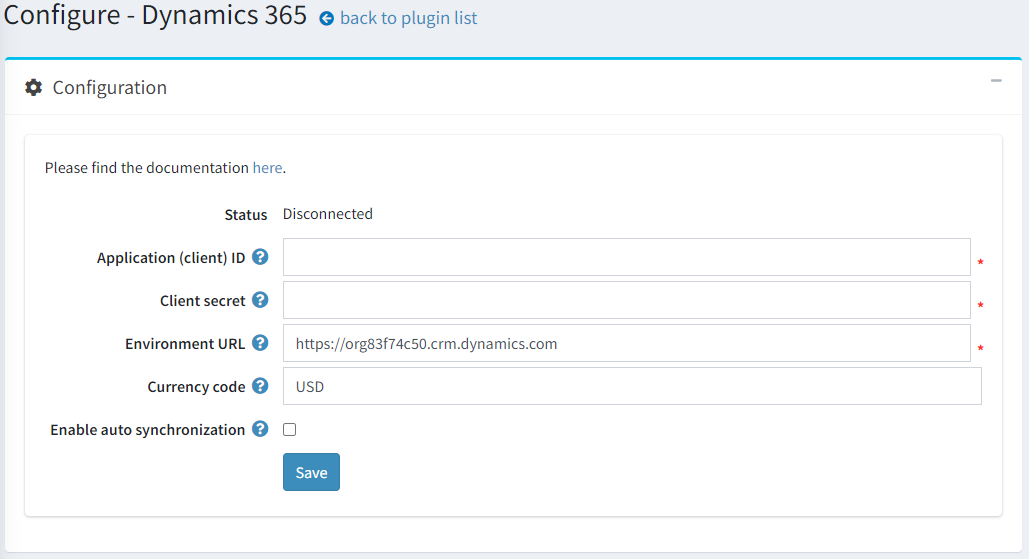 Configure - Dynamics 365 back to plugin list
Configuration
Please find the documentation here.
Status Disconnected
Application (client) ID ? *
Client secret ? *
Environment URL ? https://org83f74c50.crm.dynamics.com *
Currency code ? USD
Enable auto synchronization ?
Save